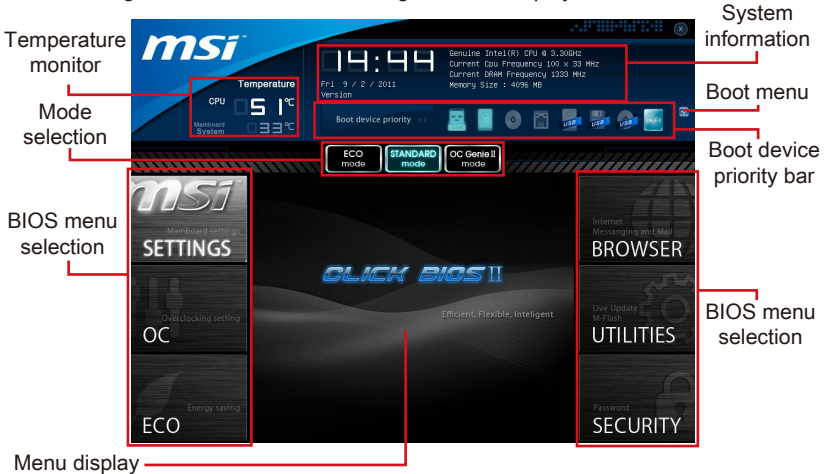 System
information
Temperature
monitor
msi
14:44
Genuine Intel(R) CPU @ 3.30GHz
Current Cpu Frequency 100 × 33 MHz
Current DRAM Frequency 1333 MHz
Memory Size : 4096 MB
Fri 9 / 2 / 2011
Version
Temperature
CPU 51°C
Mainboard
System 33°C
Mode
selection
Boot device priority
USB
USB
USB
UEFI
Boot menu
Boot device
priority bar
ECO
mode
STANDARD
mode
OC Genie II
mode
BIOS menu
selection
msi
Mainboard settings
SETTINGS
Overclocking setting
OC
Energy saving
ECO
CLICK BIOS II
Efficient, Flexible, Inteligent
Internet
Messanging and Mail
BROWSER
Live Update
M-Flash
UTILITIES
Password
SECURITY
BIOS menu
selection
Menu display